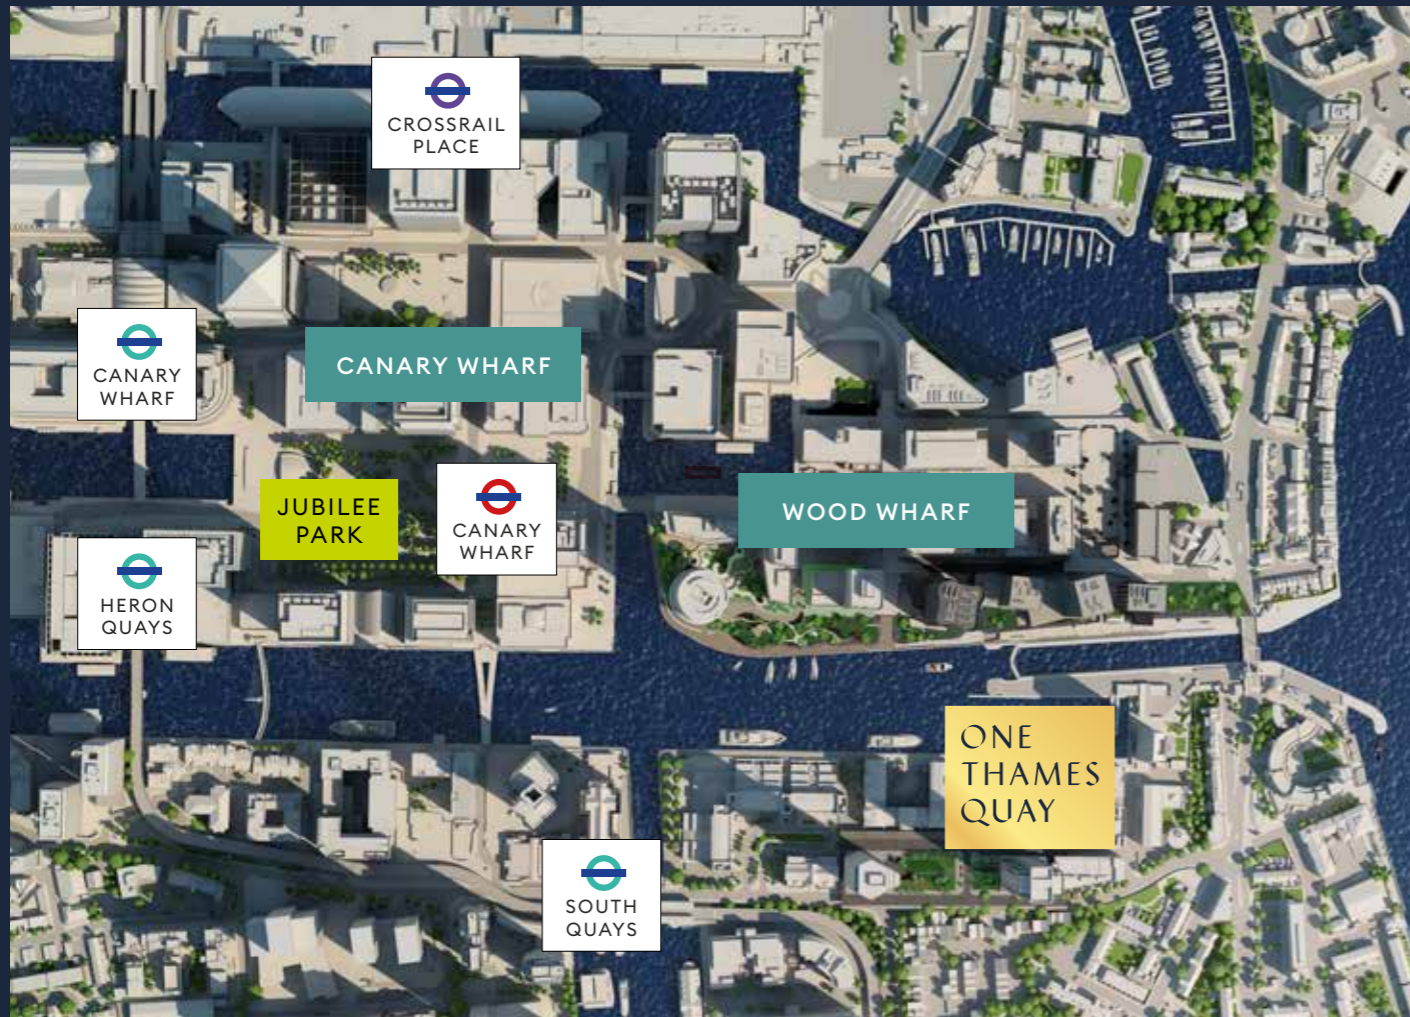 CROSSRAIL
PLACE
CANARY
WHARF
CANARY WHARF
JUBILEE
PARK
CANARY
WHARF
WOOD WHARF
HERON
QUAYS
ONE
THAMES
QUAY
SOUTH
QUAYS